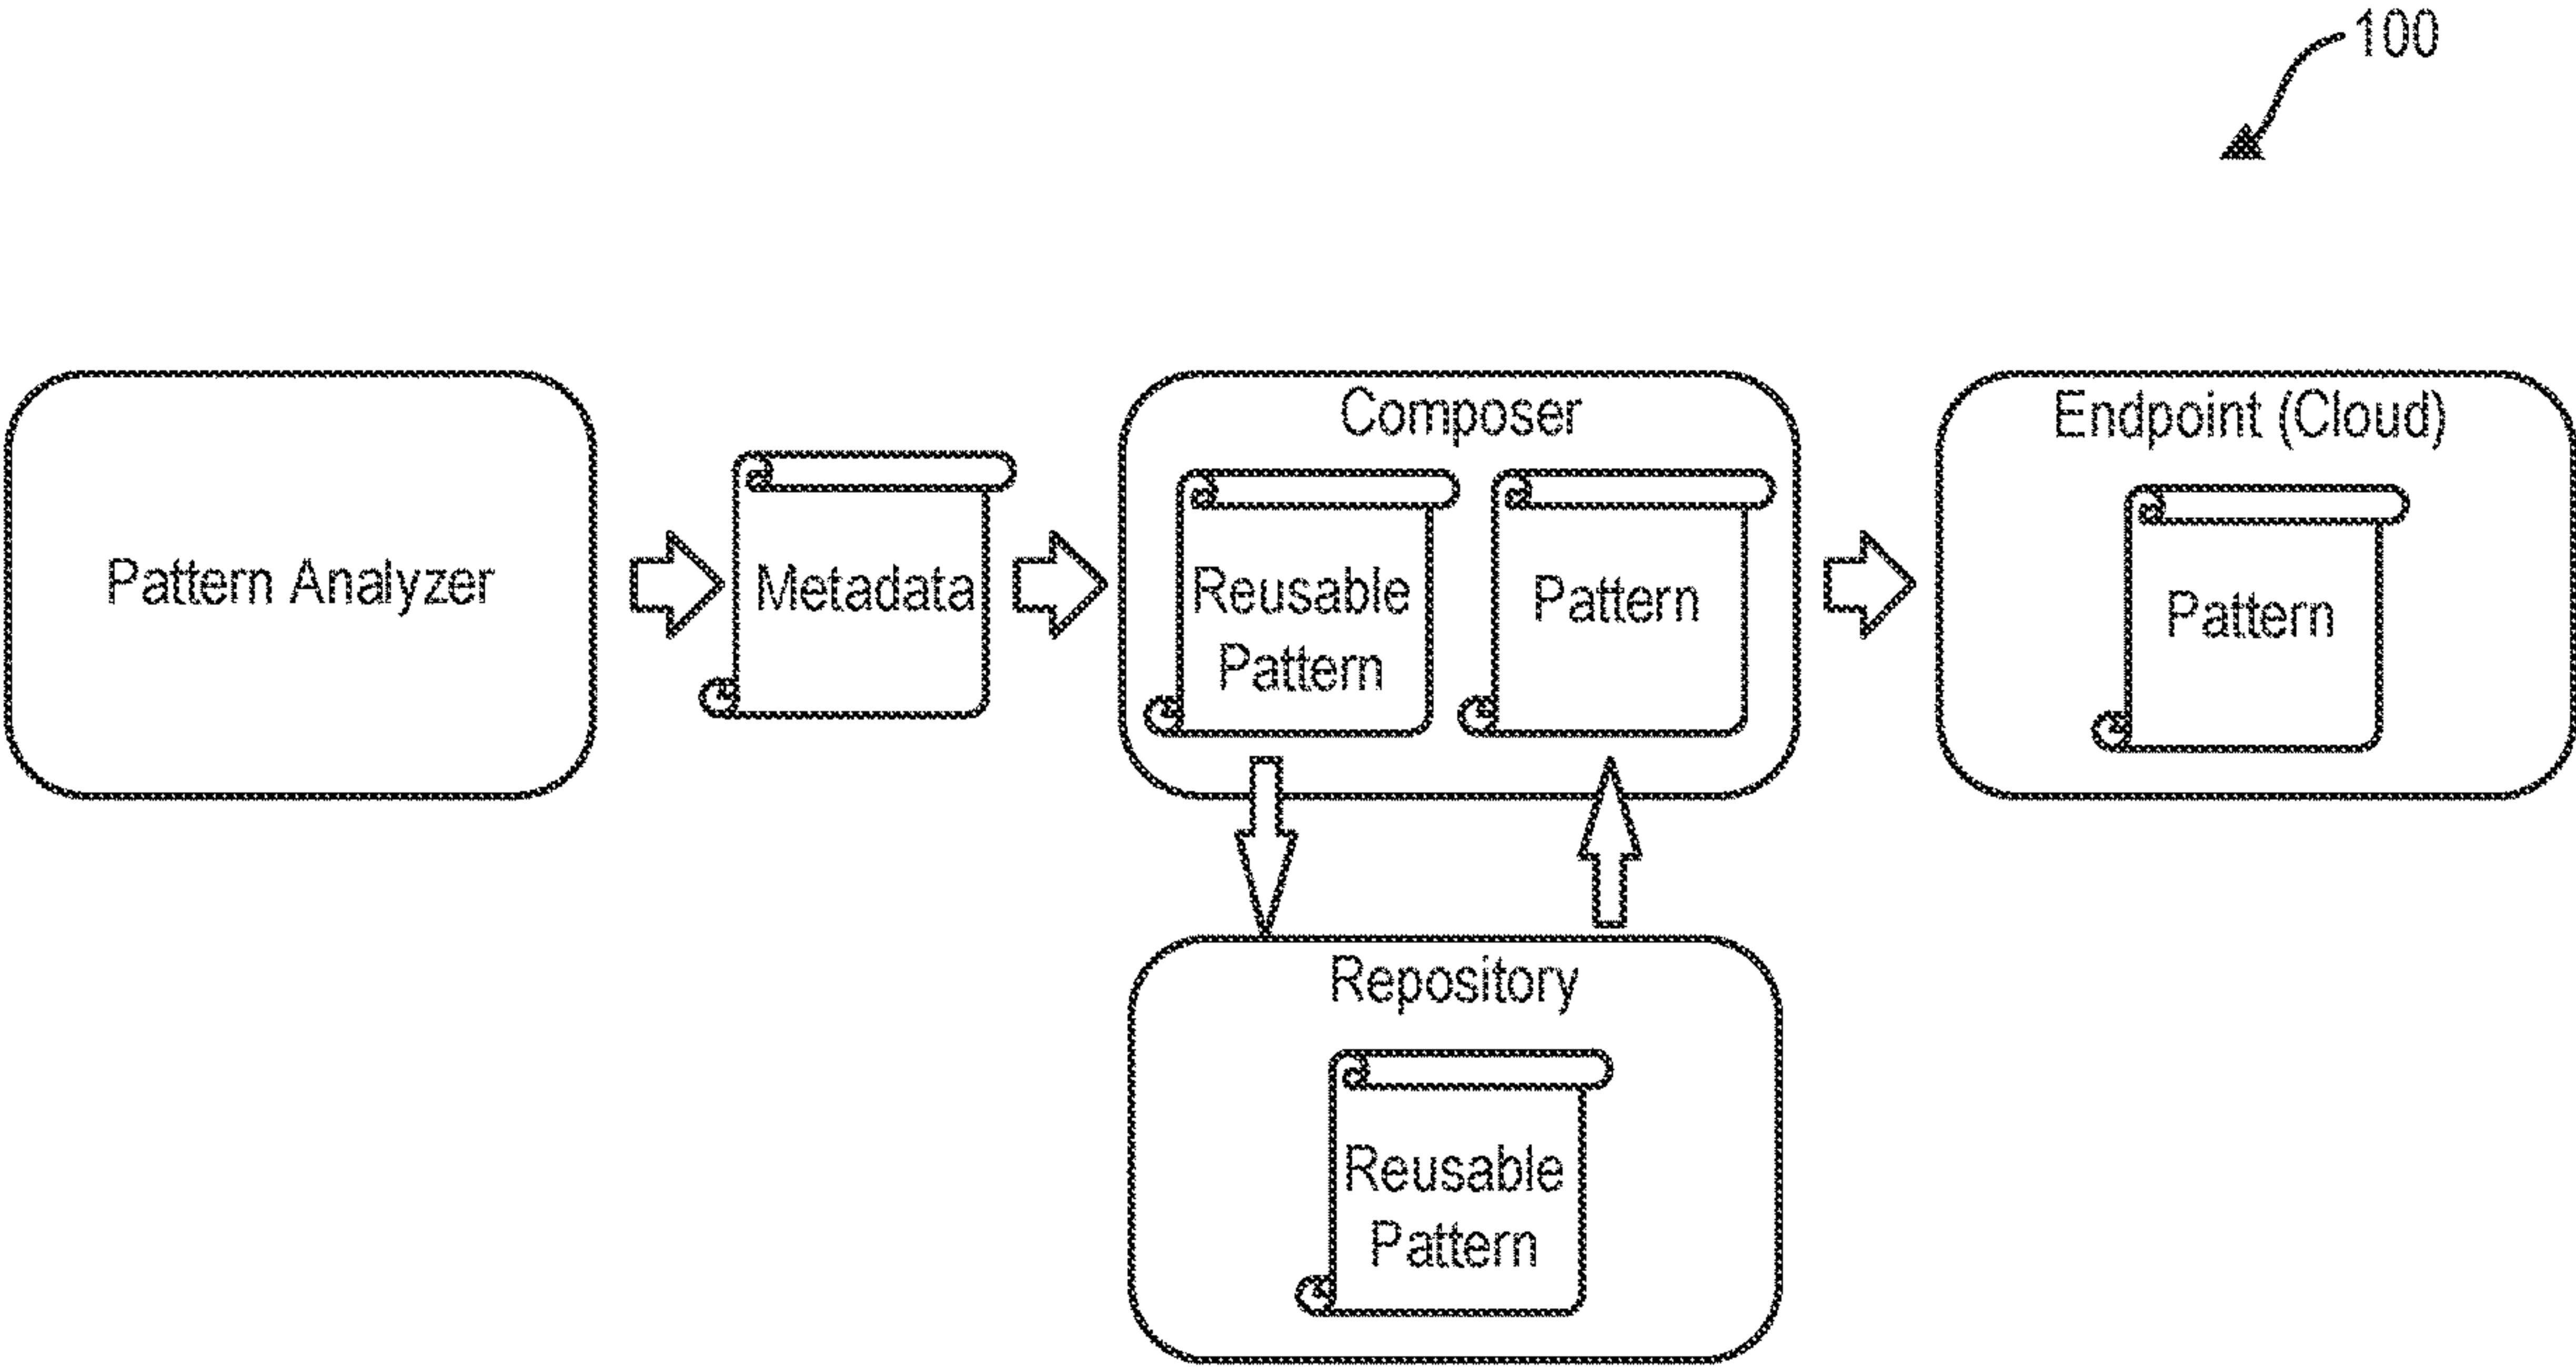 100
Pattern Analyzer
Metadata
Composer
Reusable
Pattern
Pattern
Endpoint (Cloud)
Pattern
Repository
Reusable
Pattern